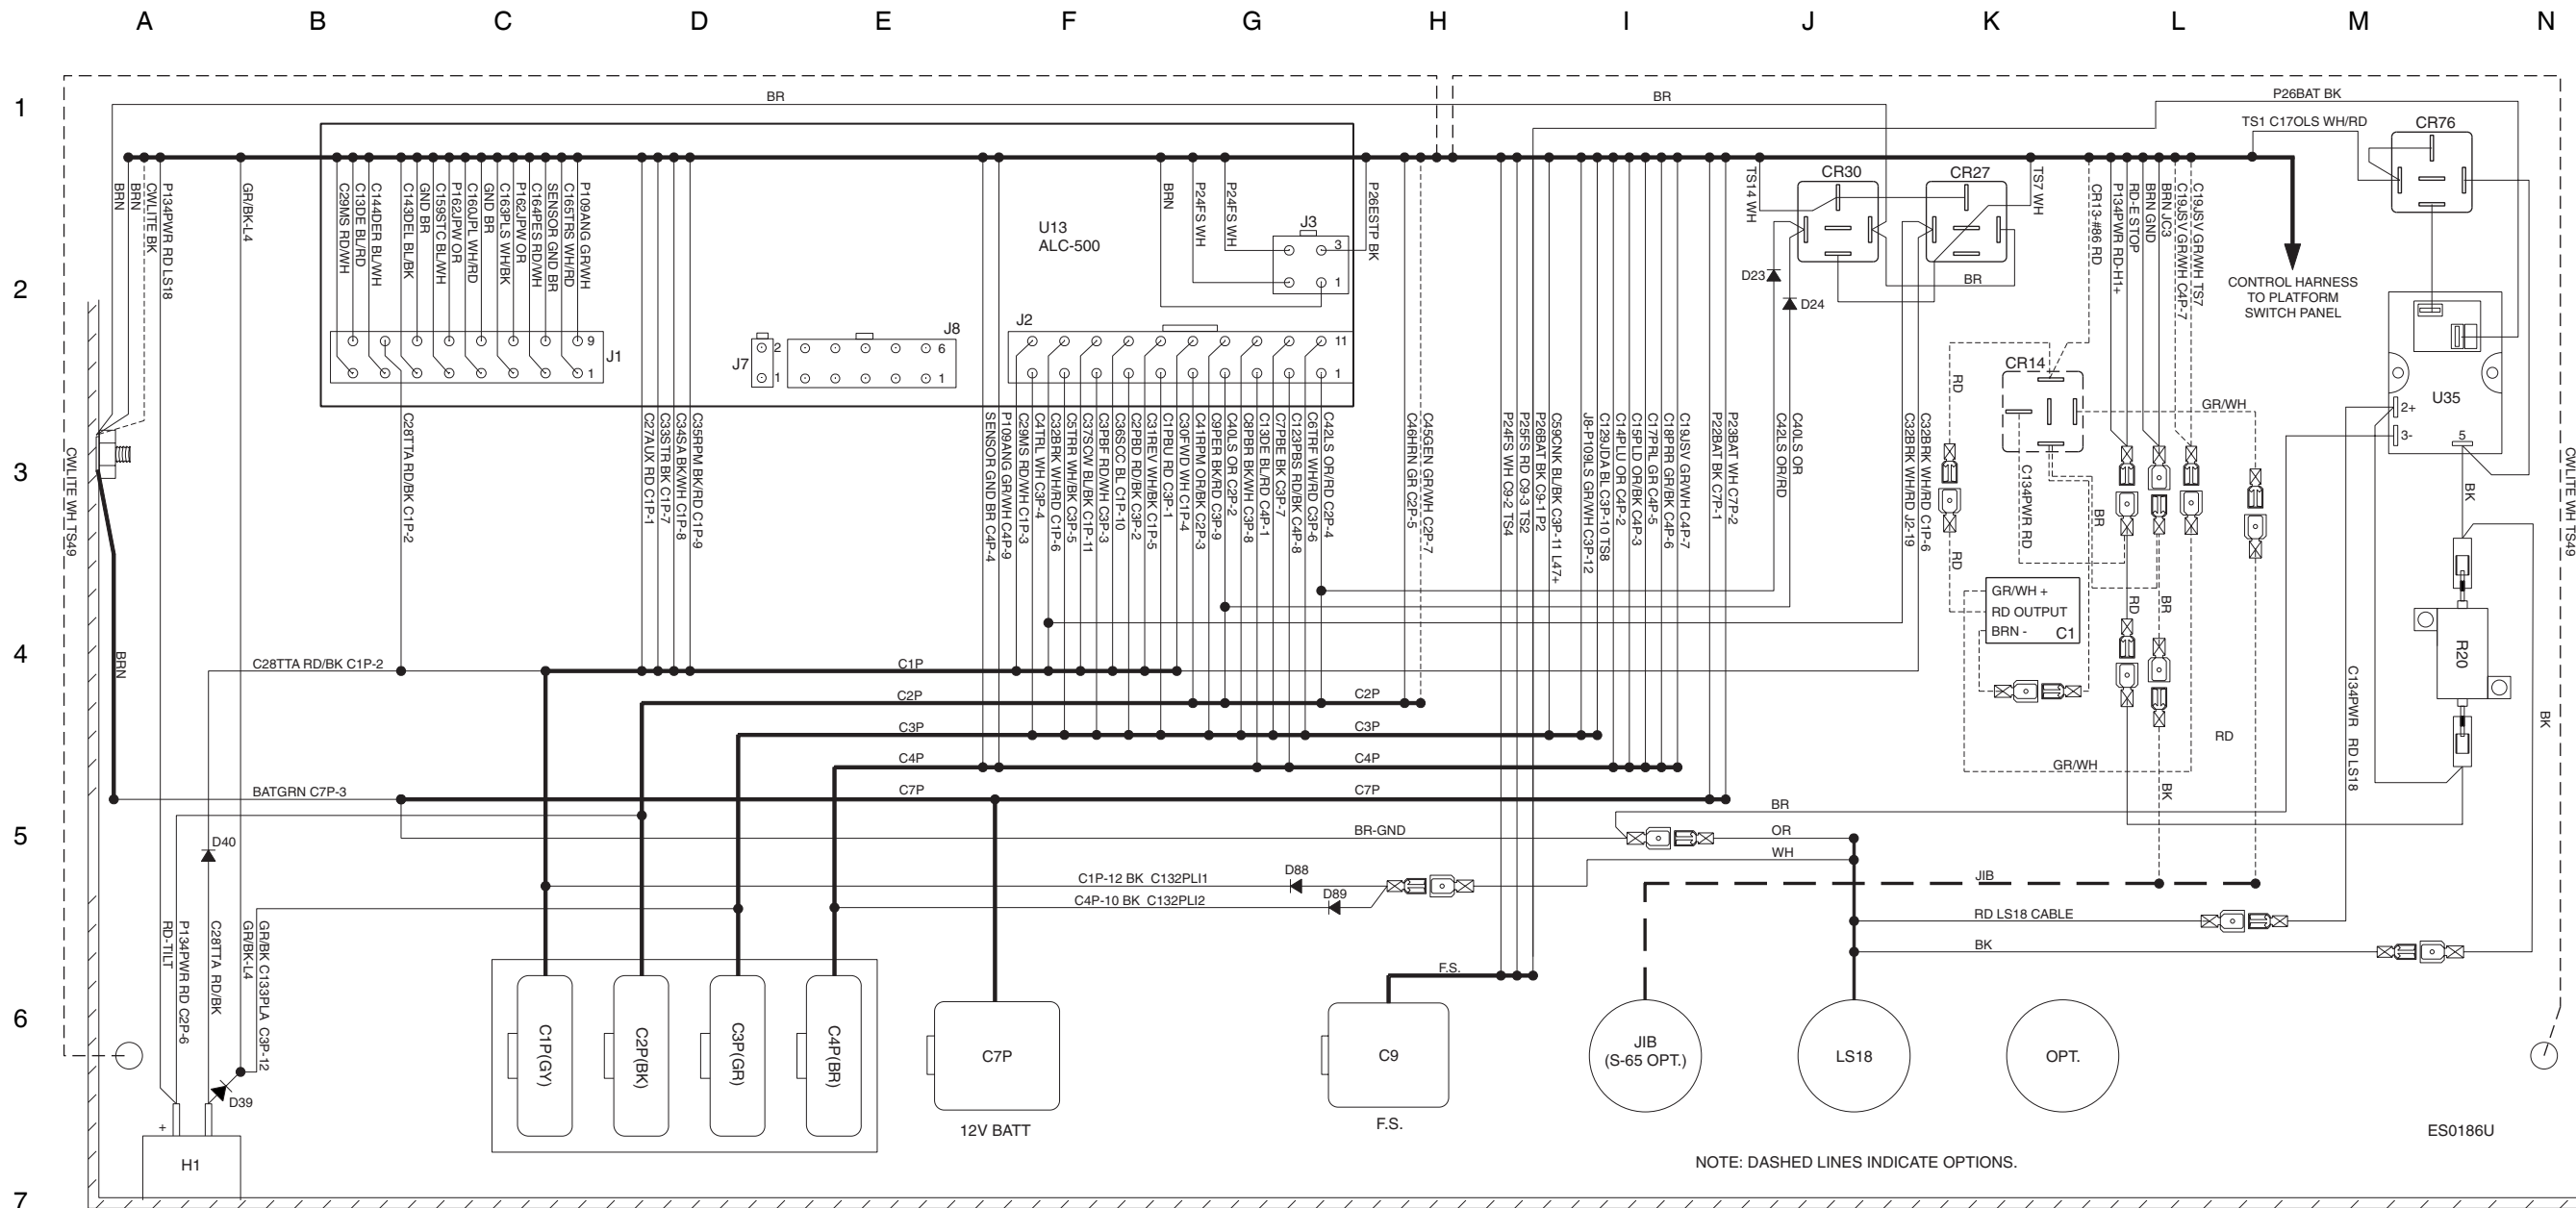 A B C D E F G H I J K L M N
1
2
3
4
5
6
7
BR
BR
P26BAT BK
TS1 C17OLS WH/RD
CR76
BRN
BRN
CWLITE BK
P134PWR RD LS18
GR/BK-L4
C29MS RD/WH
C13DE BL/RD
C144DER BL/WH
C143DEL BL/BK
GND BR
C159STC BL/WH
P162JPW OR
C160JPL WH/RD
GND BR
C163PLS WH/BK
P162JPW OR
C164PES RD/WH
SENSOR GND BR
C165TRS WH/RD
P109ANG GR/WH
U13
ALC-500
BRN
P24FS WH
P24FS WH
J3
3
1
P26ESTP BK
TS14 WH
CR30
CR27
TS7 WH
D23
D24
BR
CR13-#86 RD
P134PWR RD-H1+
RD-E STOP
BRN GND
BRN JC3
C19JSV GR/WH C4P-7
C19JSV GR/WH TS7
CONTROL HARNESS
TO PLATFORM
SWITCH PANEL
9
J1
1
J7
2
1
J8
6
1
J2
11
1
CR14
RD
GR/WH
U35
2+
3-
5
CWLITE WH TS49
C28TTA RD/BK C1P-2
C27AUX RD C1P-1
C33STR BK C1P-7
C34SA BK/WH C1P-8
C35RPM BK/RD C1P-9
SENSOR GND BR C4P-4
P109ANG GR/WH C4P-9
C29MS RD/WH C1P-3
C4TRL WH C3P-4
C32BRK WH/RD C1P-6
C5TRR WH/BK C3P-5
C37SCW BL/BK C1P-11
C3PBF RD/WH C3P-3
C36SCC BL C1P-10
C2PBD RD/BK C3P-2
C31REV WH/BK C1P-5
C1PBU RD C3P-1
C30FWD WH C1P-4
C41RPM OR/BK C2P-3
C9PER BK/RD C3P-9
C40LS OR C2P-2
C8PBR BK/WH C3P-8
C13DE BL/RD C4P-1
C7PBE BK C3P-7
C123PBS RD/BK C4P-8
C6TRF WH/RD C3P-6
C42LS OR/RD C2P-4
C46HRN GR C2P-5
C45GEN GR/WH C2P-7
P24FS WH C9-2 TS4
P25FS RD C9-3 TS2
P26BAT BK C9-1 P2
C59CNK BL/BK C3P-11 L47+
J8-P109LS GR/WH C3P-12
C129JDA BL C3P-10 TS8
C14PLU OR C4P-2
C15PLD OR/BK C4P-3
C17PRL GR C4P-5
C18PRR GR/BK C4P-6
C19JSV GR/WH C4P-7
P22BAT BK C7P-1
P23BAT WH C7P-2
C42LS OR/RD
C40LS OR
C32BRK WH/RD J2-19
C32BRK WH/RD C1P-6
RD
C134PWR RD
BR
BK
CWLITE WH TS49
GR/WH +
RD OUTPUT
BRN -
C1
RD
BR
R20
BRN
C28TTA RD/BK C1P-2
C1P
C2P
C2P
C3P
C3P
C4P
C4P
C134PWR RD LS18
BK
RD
GR/WH
BATGRN C7P-3
C7P
C7P
BK
BR
D40
BR-GND
OR
WH
C1P-12 BK C132PLI1
D88
C4P-10 BK C132PLI2
D89
JIB
RD LS18 CABLE
BK
RD-TILT
P134PWR RD C2P-6
C28TTA RD/BK
GR/BK-L4
GR/BK C133PLA C3P-12
F.S.
C1P(GY)
C2P(BK)
C3P(GR)
C4P(BR)
C7P
C9
JIB
(S-65 OPT.)
LS18
OPT.
D39
+
H1
12V BATT
F.S.
ES0186U
NOTE: DASHED LINES INDICATE OPTIONS.